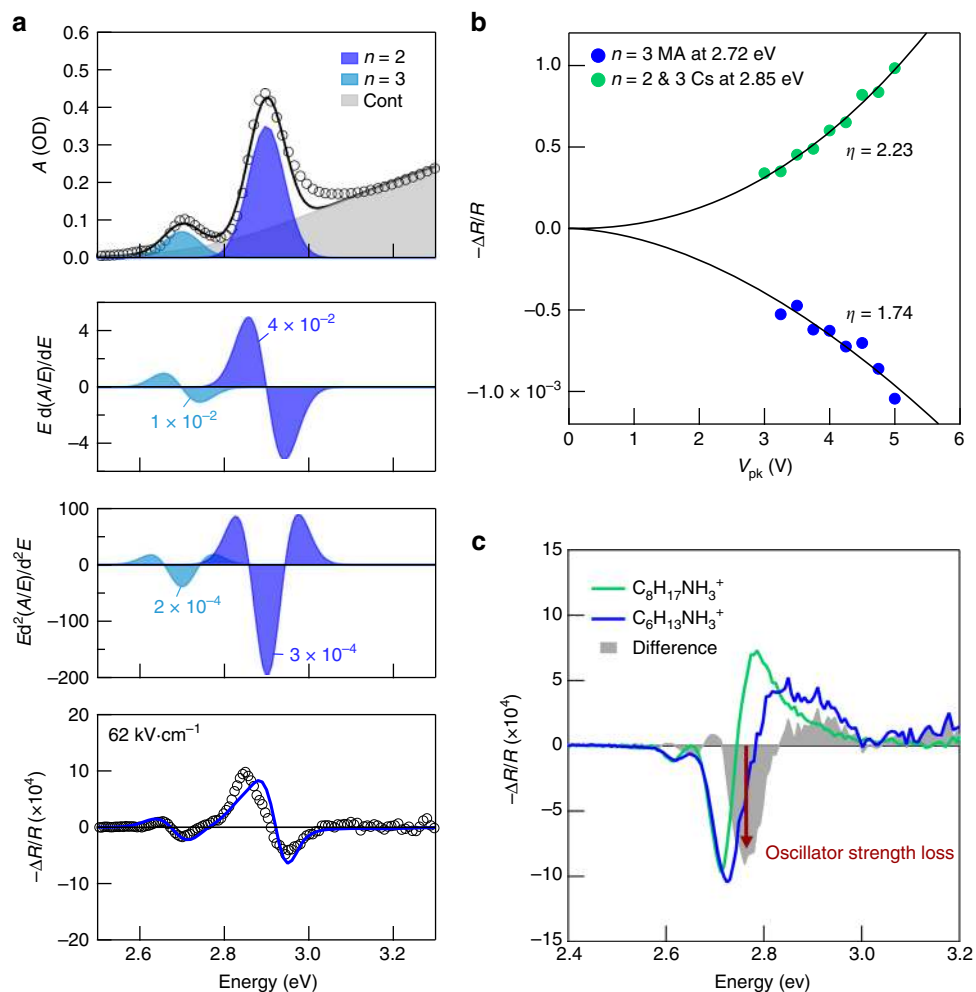 a
0.6
0.5
0.4
0.3
0.2
0.1
0.0
A (OD)
n = 2
n = 3
Cont
4
0
−4
E d(A/E)/dE
4 × 10⁻²
1 × 10⁻²
100
0
−100
−200
Ed²(A/E)/d²E
2 × 10⁻⁴
3 × 10⁻⁴
20
10
0
−10
−20
−ΔR/R (×10⁴)
62 kV·cm⁻¹
2.6 2.8 3.0 3.2
Energy (eV)
b
1.0
0.5
0.0
−0.5
−1.0 × 10⁻³
−ΔR/R
n = 3 MA at 2.72 eV
n = 2 & 3 Cs at 2.85 eV
η = 2.23
η = 1.74
0 1 2 3 4 5 6
Vₚₖ (V)
c
15
10
5
0
−5
−10
−15
−ΔR/R (×10⁴)
C₈H₁₇NH₃⁺
C₆H₁₃NH₃⁺
Difference
Oscillator strength loss
2.4 2.6 2.8 3.0 3.2
Energy (ev)